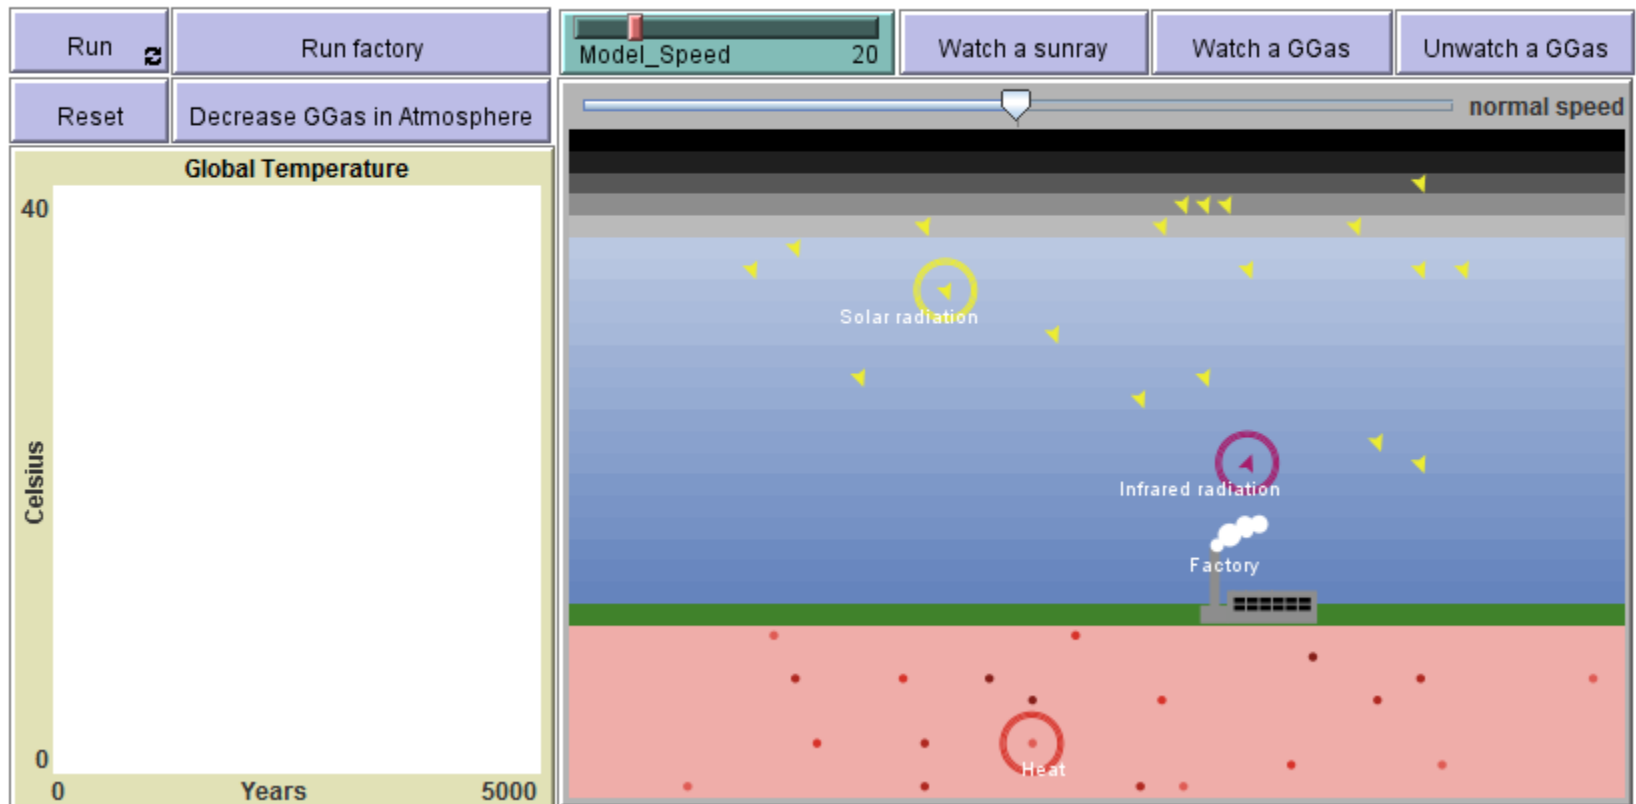 Run
Run factory
Model_Speed 20
Watch a sunray
Watch a GGas
Unwatch a GGas
Reset
Decrease GGas in Atmosphere
normal speed
Global Temperature
40
Celsius
0
0 Years 5000
Solar radiation
Infrared radiation
Factory
Heat